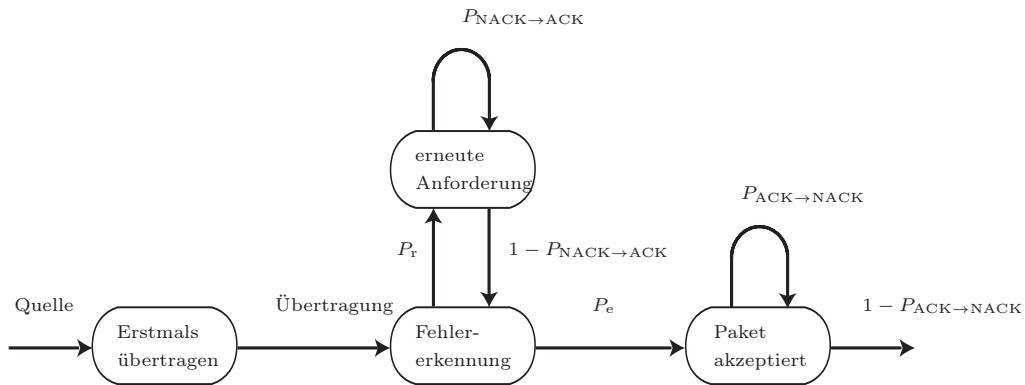 P_NACK→ACK
erneute
Anforderung
P_ACK→NACK
P_r
1 − P_NACK→ACK
Quelle
Übertragung
P_e
1 − P_ACK→NACK
Erstmals
übertragen
Fehler-
erkennung
Paket
akzeptiert